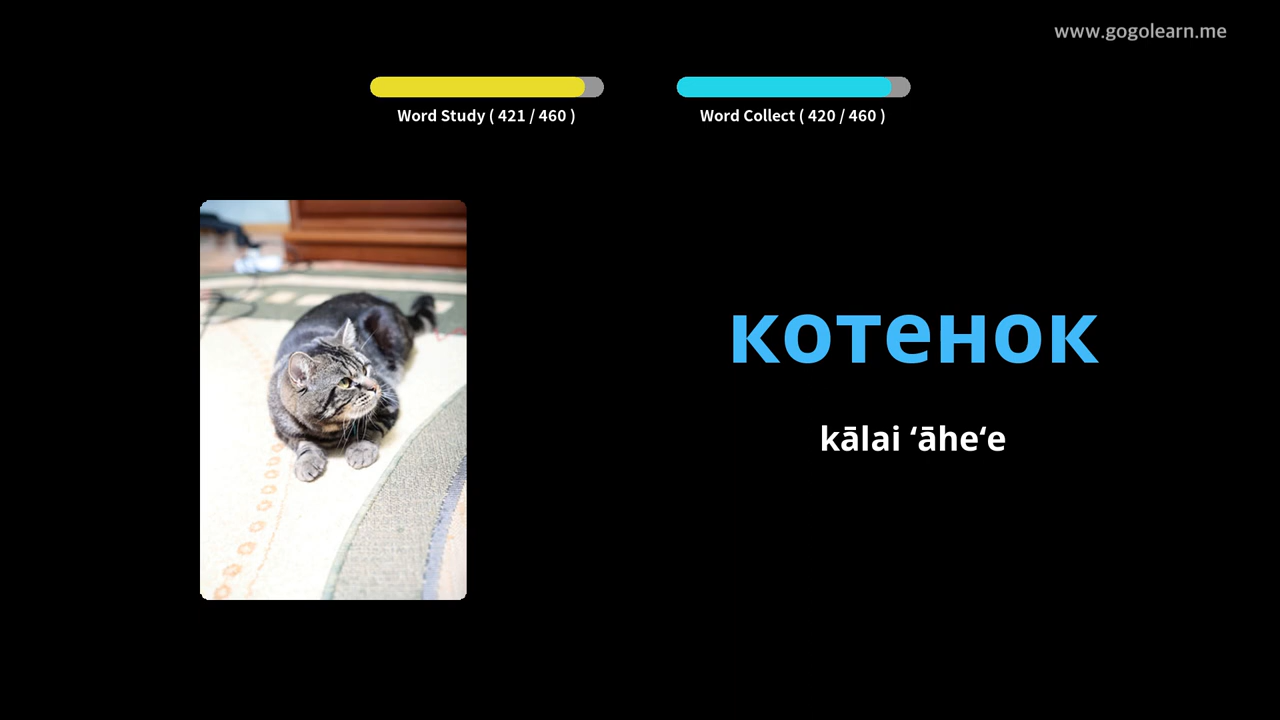 www.gogolearn.me
Word Study ( 421 / 460 )
Word Collect ( 420 / 460 )
котенок
kālai ʻāheʻe